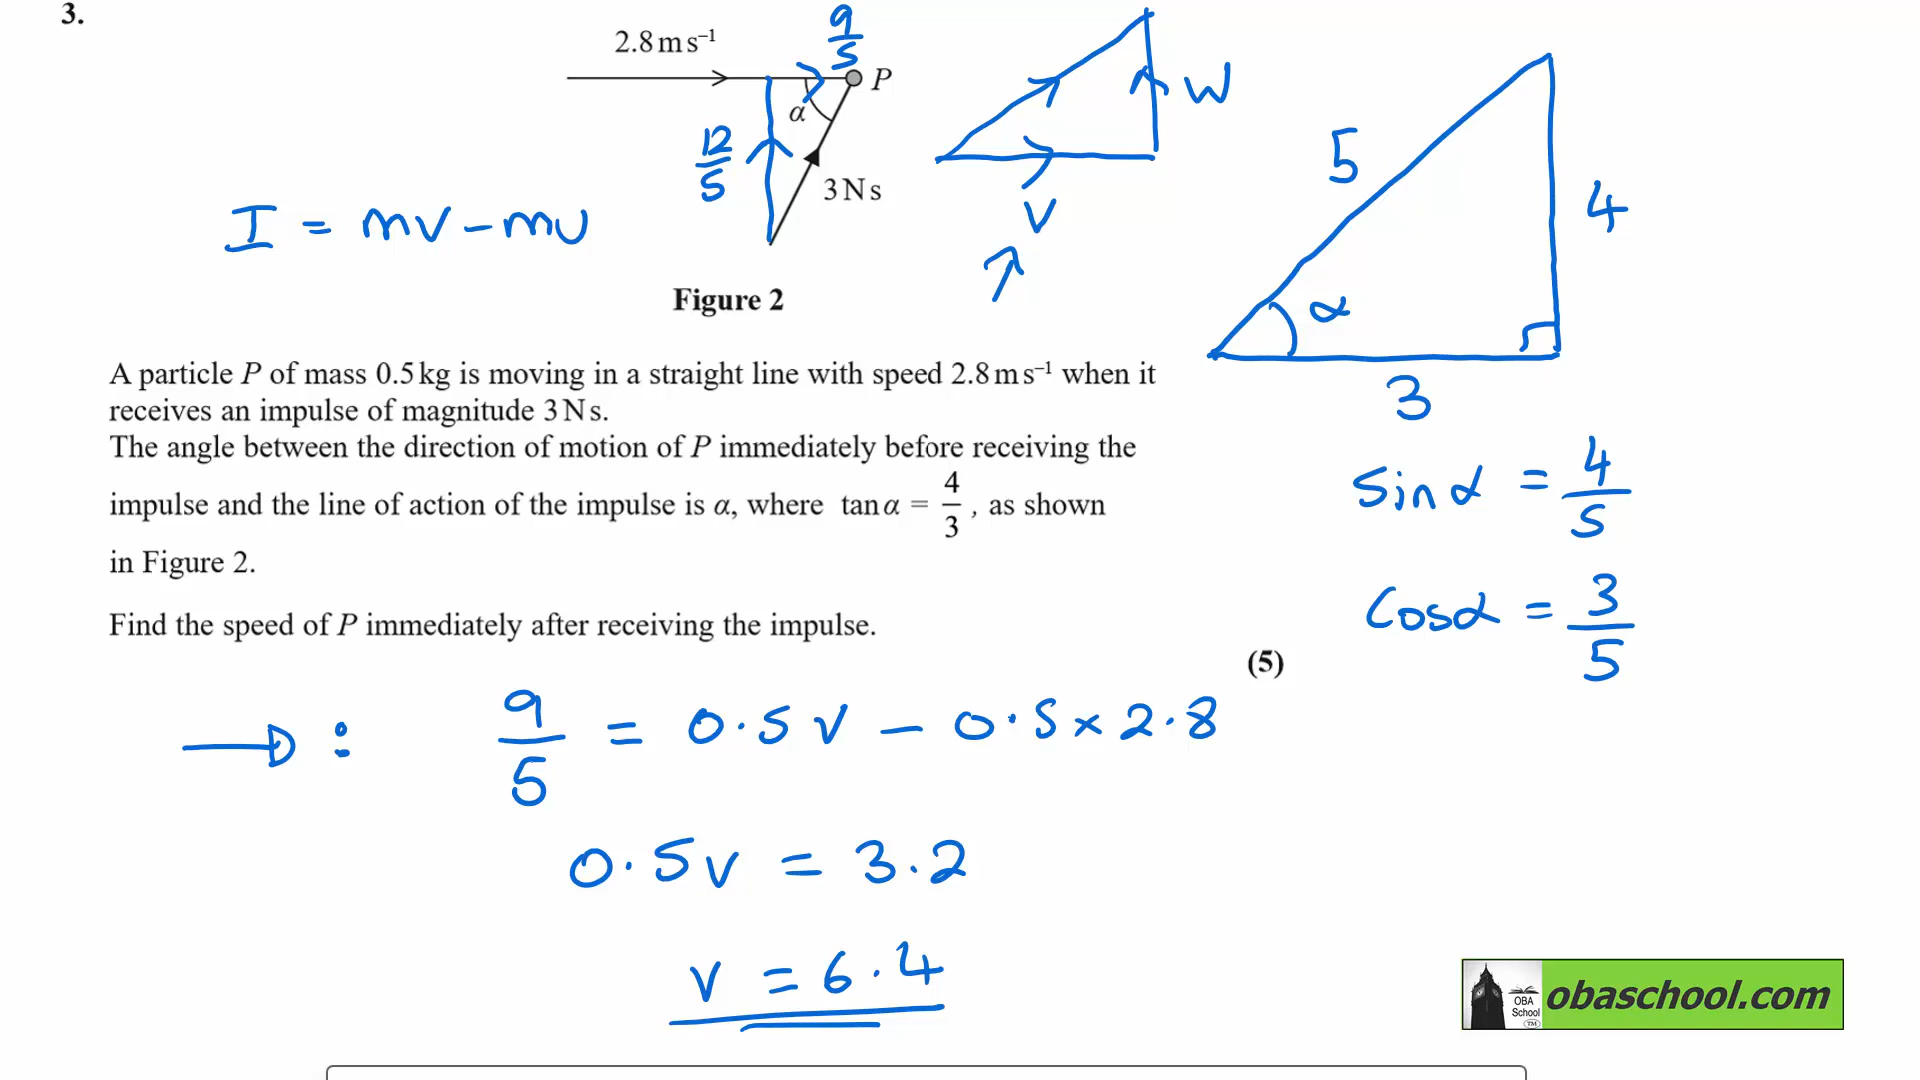 3.
2.8 m s⁻¹
9/5
P
α
12/5
3 N s
W
V
5
4
α
3
I = mv - mu
Figure 2
A particle P of mass 0.5 kg is moving in a straight line with speed 2.8 m s⁻¹ when it
receives an impulse of magnitude 3 N s.
The angle between the direction of motion of P immediately before receiving the
impulse and the line of action of the impulse is α, where tan α = 4/3, as shown
in Figure 2.
Find the speed of P immediately after receiving the impulse.
(5)
sin α = 4/5
cos α = 3/5
→ : 9/5 = 0.5v - 0.5 × 2.8
0.5v = 3.2
v = 6.4
OBA
School
TM
obaschool.com